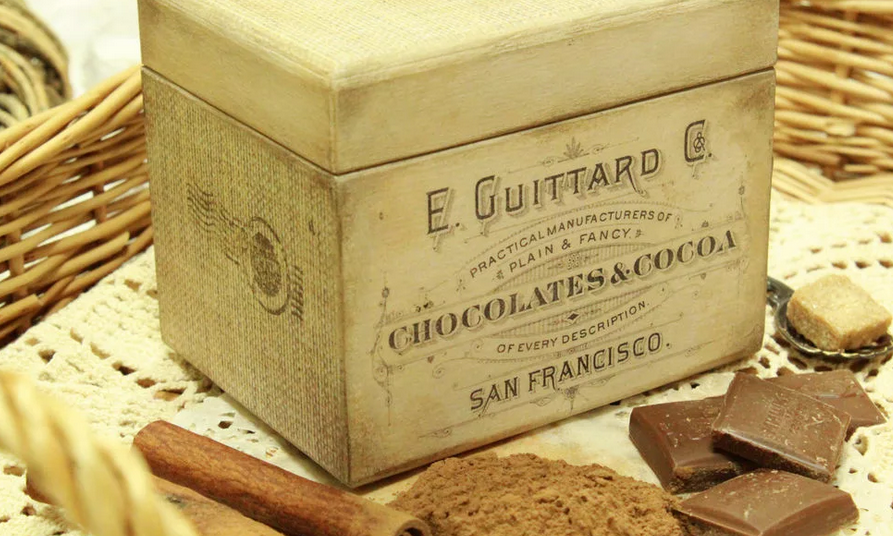 E. GUITTARD Co.
PRACTICAL MANUFACTURERS OF
PLAIN & FANCY
CHOCOLATES & COCOA
OF EVERY DESCRIPTION.
SAN FRANCISCO.